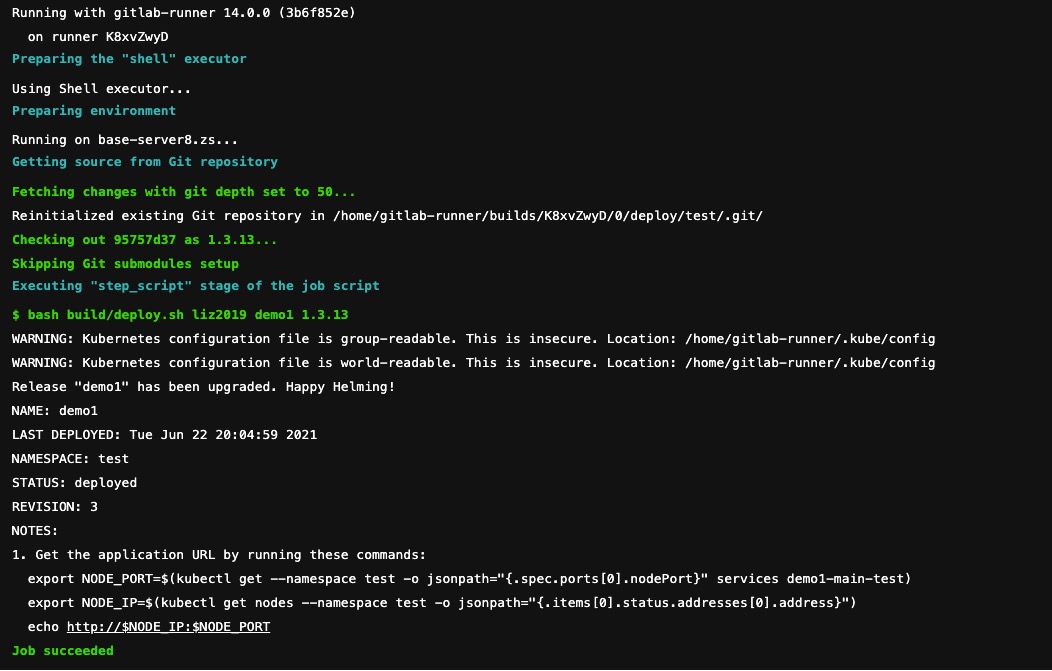 Running with gitlab-runner 14.0.0 (3b6f852e)
on runner K8xvZwyD
Preparing the "shell" executor
Using Shell executor...
Preparing environment
Running on base-server8.zs...
Getting source from Git repository
Fetching changes with git depth set to 50...
Reinitialized existing Git repository in /home/gitlab-runner/builds/K8xvZwyD/0/deploy/test/.git/
Checking out 95757d37 as 1.3.13...
Skipping Git submodules setup
Executing "step_script" stage of the job script
$ bash build/deploy.sh liz2019 demo1 1.3.13
WARNING: Kubernetes configuration file is group-readable. This is insecure. Location: /home/gitlab-runner/.kube/config
WARNING: Kubernetes configuration file is world-readable. This is insecure. Location: /home/gitlab-runner/.kube/config
Release "demo1" has been upgraded. Happy Helming!
NAME: demo1
LAST DEPLOYED: Tue Jun 22 20:04:59 2021
NAMESPACE: test
STATUS: deployed
REVISION: 3
NOTES:
1. Get the application URL by running these commands:
export NODE_PORT=$(kubectl get --namespace test -o jsonpath="{.spec.ports[0].nodePort}" services demo1-main-test)
export NODE_IP=$(kubectl get nodes --namespace test -o jsonpath="{.items[0].status.addresses[0].address}")
echo http://$NODE_IP:$NODE_PORT
Job succeeded